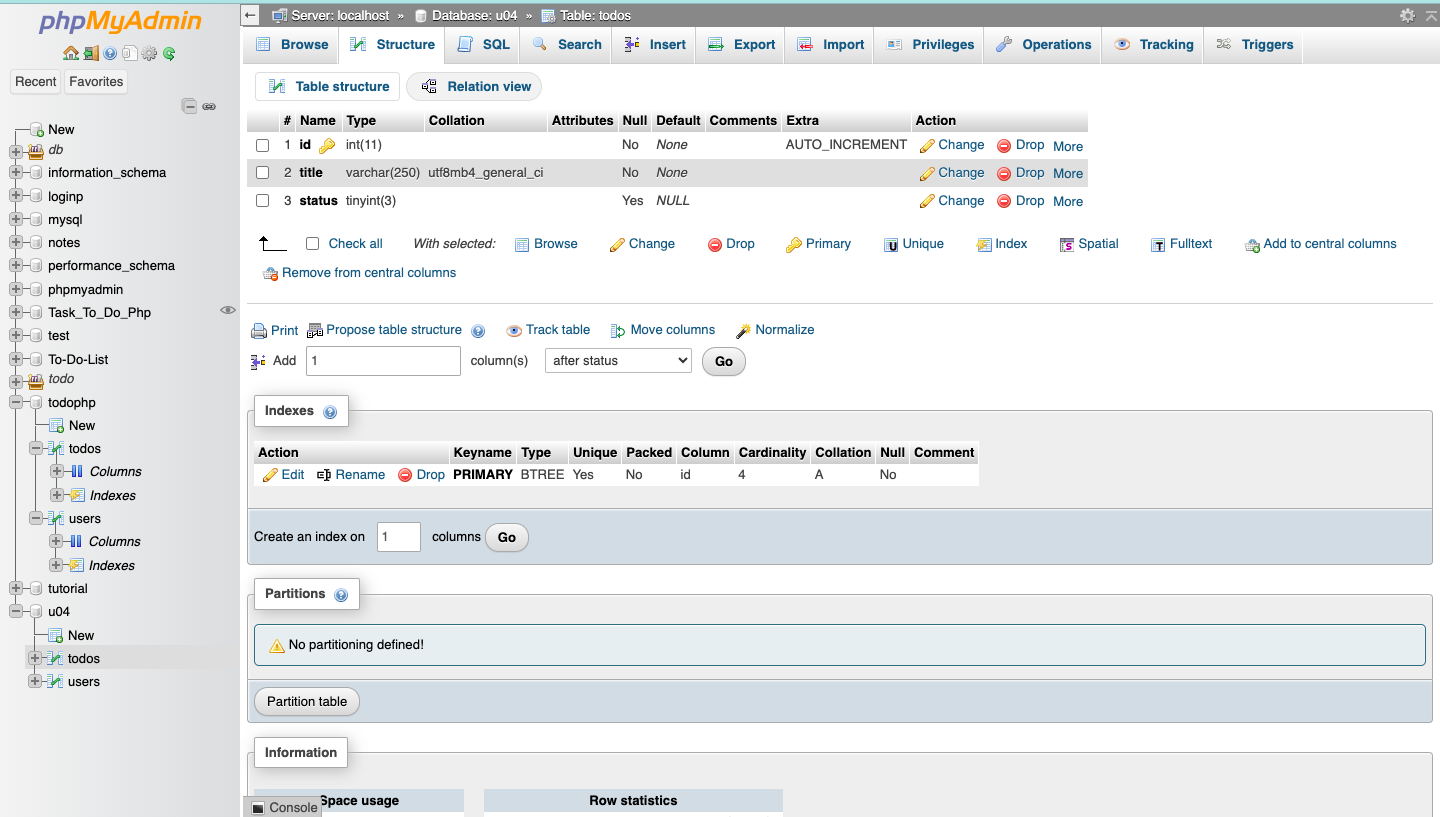 phpMyAdmin
Recent Favorites
New
db
information_schema
loginp
mysql
notes
performance_schema
phpmyadmin
Task_To_Do_Php
test
To-Do-List
todo
todophp
New
todos
Columns
Indexes
users
Columns
Indexes
tutorial
u04
New
todos
users
Server: localhost » Database: u04 » Table: todos
Browse Structure SQL Search Insert Export Import Privileges Operations Tracking Triggers
Table structure Relation view
# Name Type Collation Attributes Null Default Comments Extra Action
1 id int(11) No None AUTO_INCREMENT Change Drop More
2 title varchar(250) utf8mb4_general_ci No None Change Drop More
3 status tinyint(3) Yes NULL Change Drop More
Check all With selected: Browse Change Drop Primary Unique Index Spatial Fulltext Add to central columns
Remove from central columns
Print Propose table structure Track table Move columns Normalize
Add 1 column(s) after status Go
Indexes
Action Keyname Type Unique Packed Column Cardinality Collation Null Comment
Edit Rename Drop PRIMARY BTREE Yes No id 4 A No
Create an index on 1 columns Go
Partitions
No partitioning defined!
Partition table
Information
Space usage Row statistics
Console